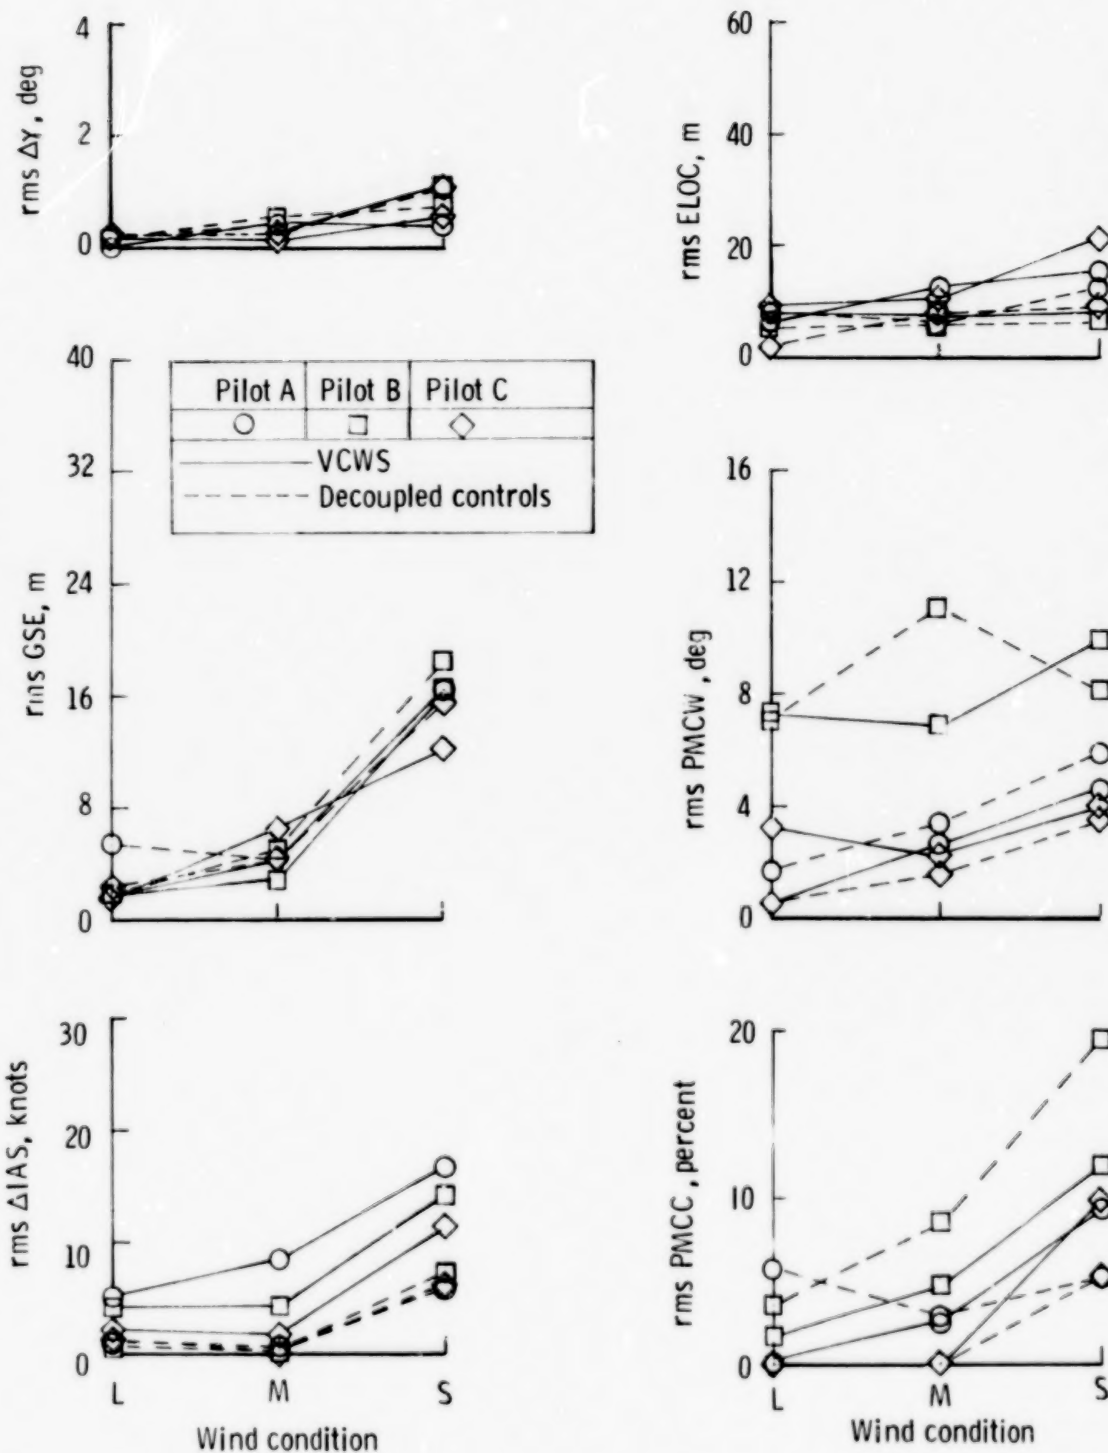 4
2
0
rms ΔY, deg
60
40
20
0
rms ELOC, m
40
32
24
16
8
0
rms GSE, m
Pilot A Pilot B Pilot C
VCWS
Decoupled controls
16
12
8
4
0
rms PMCW, deg
30
20
10
0
rms ΔIAS, knots
L M S
Wind condition
20
10
0
rms PMCC, percent
L M S
Wind condition